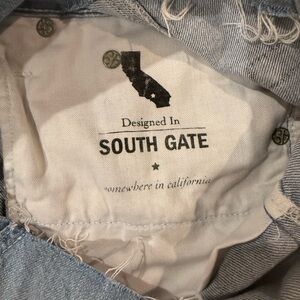 Designed In
SOUTH GATE
somewhere in california